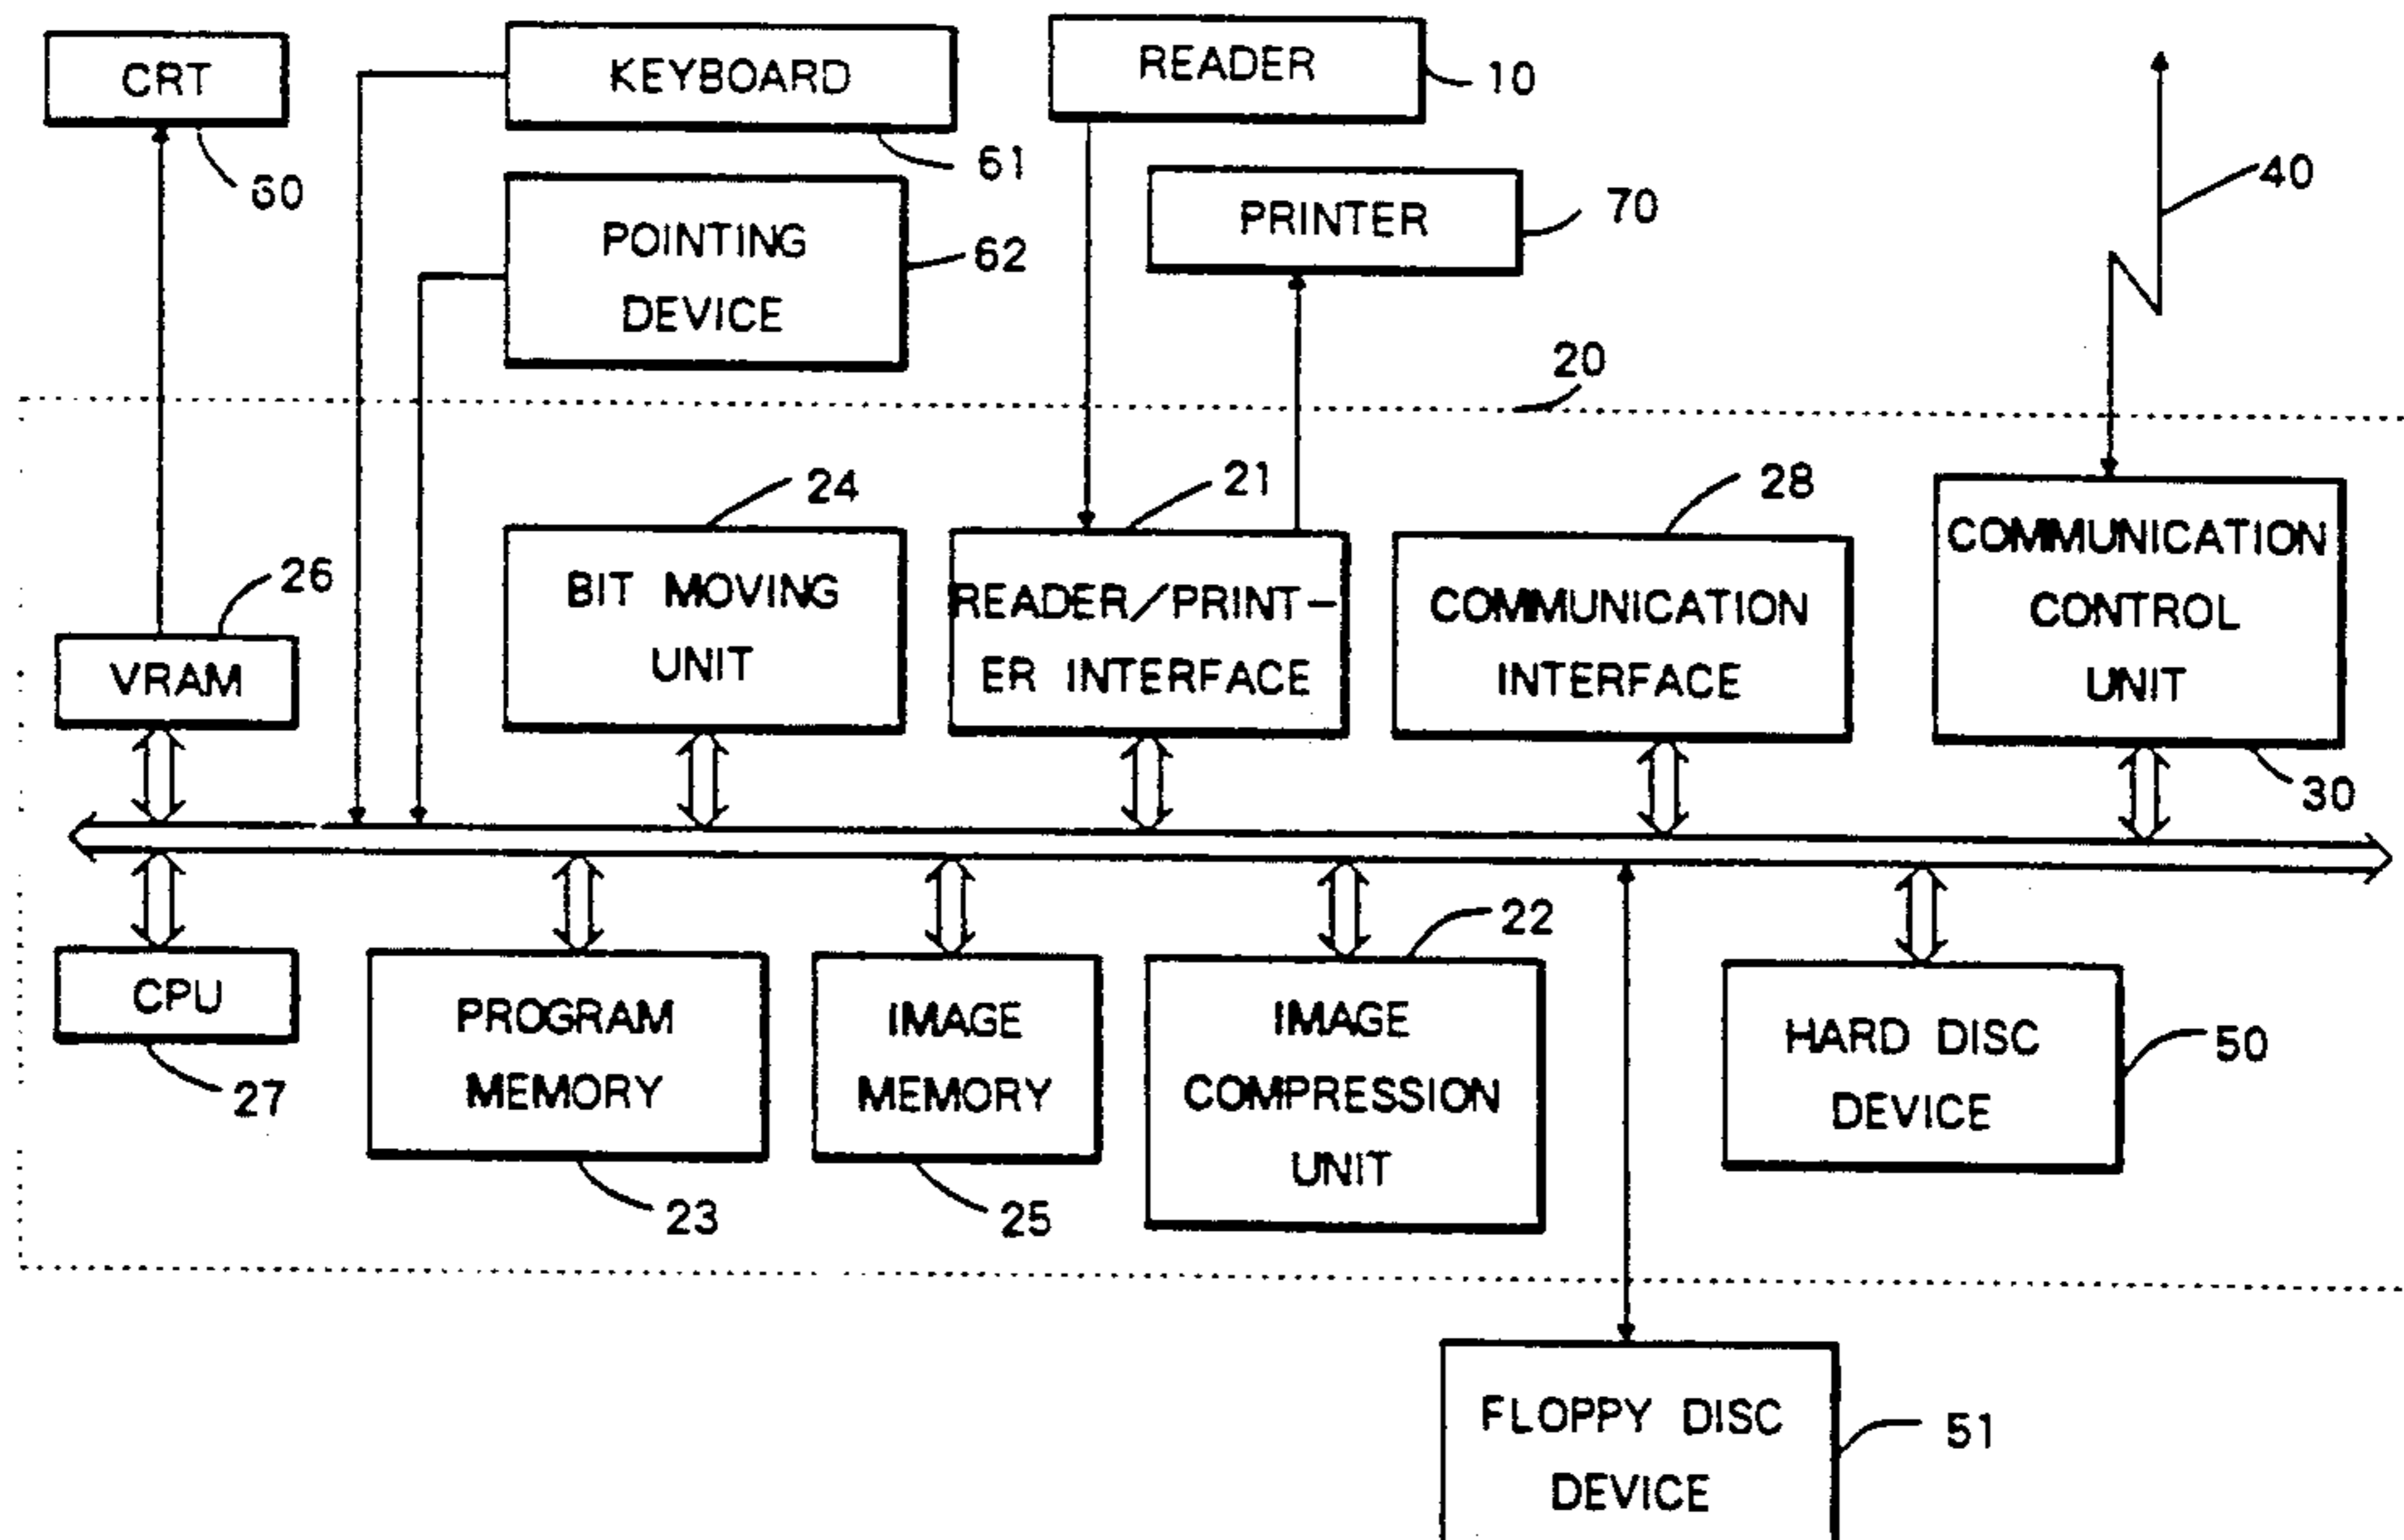 CRT
KEYBOARD
READER
10
60
61
POINTING
DEVICE
62
PRINTER
70
40
20
24
21
28
26
VRAM
BIT MOVING
UNIT
READER/PRINT-
ER INTERFACE
COMMUNICATION
INTERFACE
COMMUNICATION
CONTROL
UNIT
30
CPU
27
PROGRAM
MEMORY
23
IMAGE
MEMORY
25
22
IMAGE
COMPRESSION
UNIT
HARD DISC
DEVICE
50
FLOPPY DISC
DEVICE
51